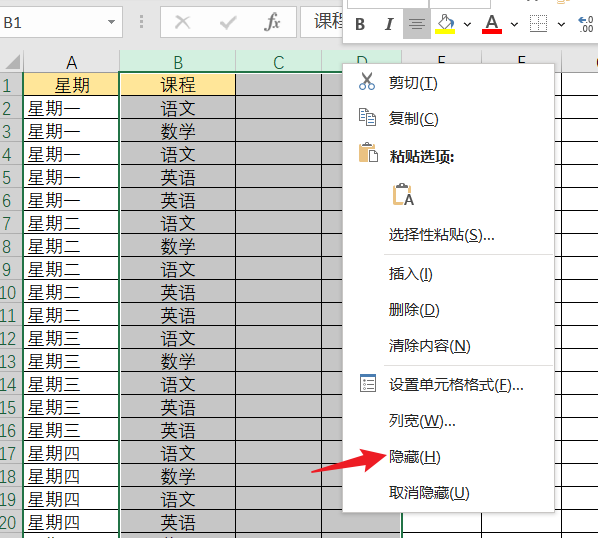 B1 fx 课程
B I A .00
A B C D E F
1 星期 课程
2 星期一 语文
3 星期一 数学
4 星期一 语文
5 星期一 英语
6 星期一 英语
7 星期二 语文
8 星期二 数学
9 星期二 语文
10 星期二 英语
11 星期二 英语
12 星期三 语文
13 星期三 数学
14 星期三 语文
15 星期三 英语
16 星期三 英语
17 星期四 语文
18 星期四 数学
19 星期四 语文
20 星期四 英语
剪切(T)
复制(C)
粘贴选项:
A
选择性粘贴(S)...
插入(I)
删除(D)
清除内容(N)
设置单元格格式(F)...
列宽(W)...
隐藏(H)
取消隐藏(U)